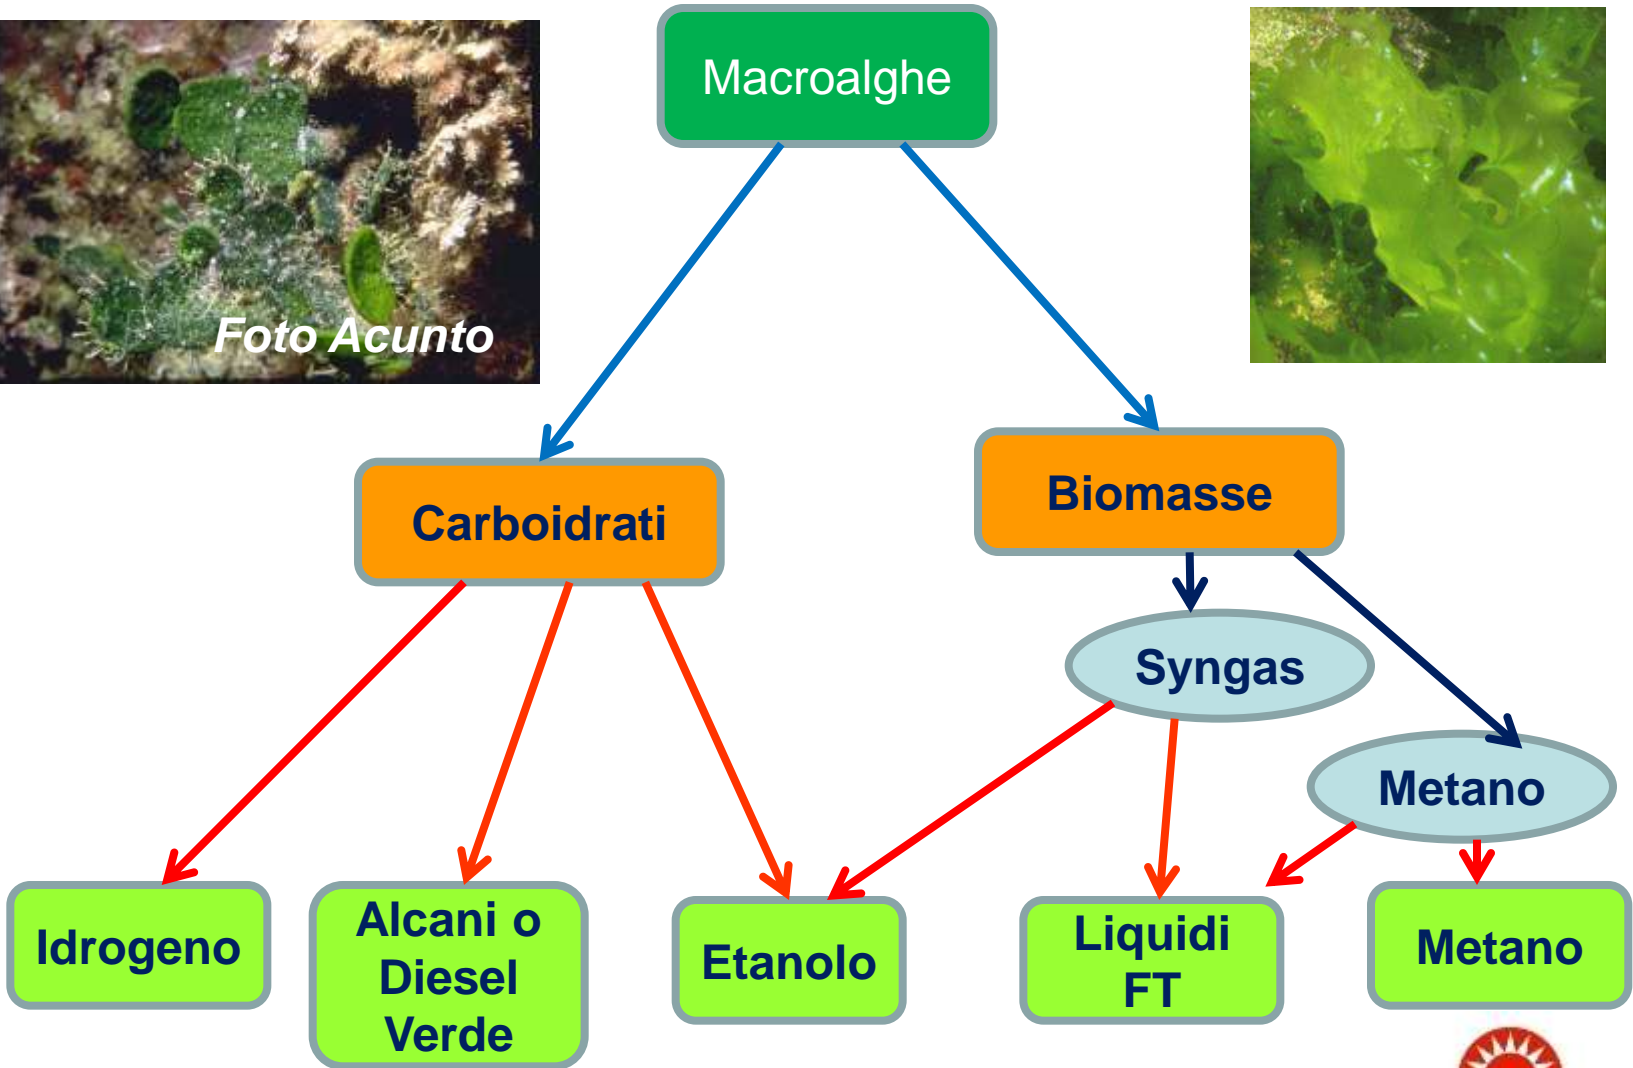 Macroalghe
Foto Acunto
Biomasse
Carboidrati
Syngas
Metano
Idrogeno
Alcani o
Diesel
Verde
Etanolo
Liquidi
FT
Metano